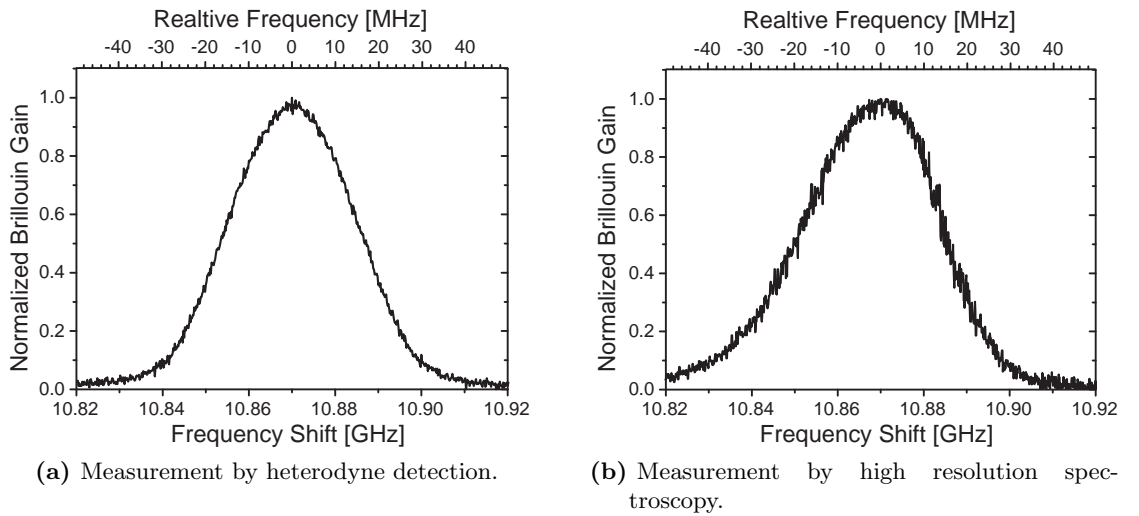 Realtive Frequency [MHz]
-40 -30 -20 -10 0 10 20 30 40
Normalized Brillouin Gain
1.0
0.8
0.6
0.4
0.2
0.0
10.82 10.84 10.86 10.88 10.90 10.92
Frequency Shift [GHz]
(a) Measurement by heterodyne detection.
Realtive Frequency [MHz]
-40 -30 -20 -10 0 10 20 30 40
Normalized Brillouin Gain
1.0
0.8
0.6
0.4
0.2
0.0
10.82 10.84 10.86 10.88 10.90 10.92
Frequency Shift [GHz]
(b) Measurement by high resolution spec-
troscopy.